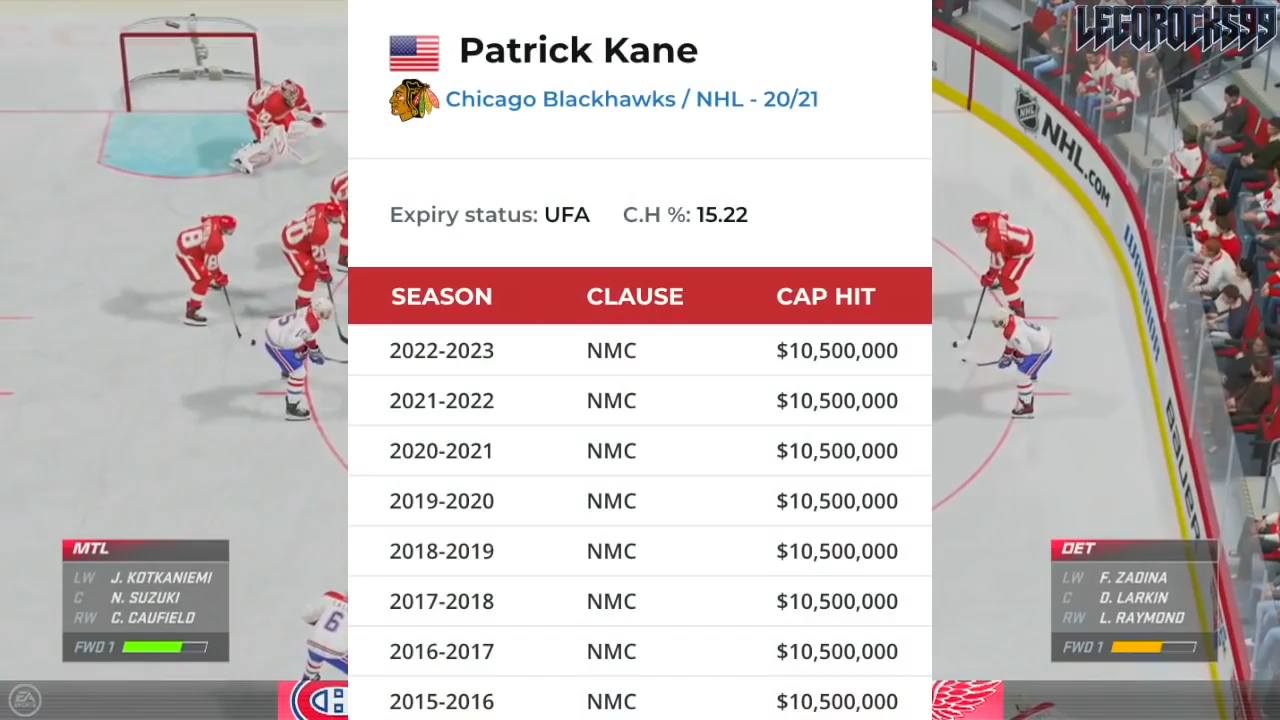 LEGOROCKS99
Patrick Kane
Chicago Blackhawks / NHL - 20/21
Expiry status: UFA C.H %: 15.22
SEASON CLAUSE CAP HIT
2022-2023 NMC $10,500,000
2021-2022 NMC $10,500,000
2020-2021 NMC $10,500,000
2019-2020 NMC $10,500,000
2018-2019 NMC $10,500,000
2017-2018 NMC $10,500,000
2016-2017 NMC $10,500,000
2015-2016 NMC $10,500,000
MTL
LW J. KOTKANIEMI
C N. SUZUKI
RW C. CAUFIELD
FWD 1
DET
LW F. ZADINA
C D. LARKIN
RW L. RAYMOND
FWD 1
NHL
NHL.COM
6
EA
SPORTS